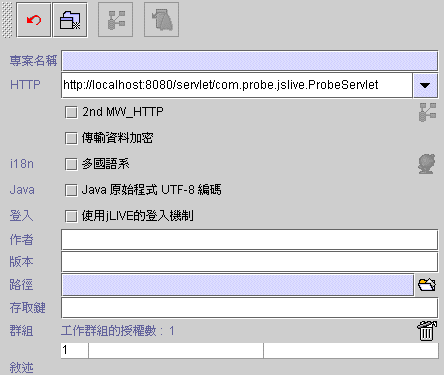 專案名稱
HTTP http://localhost:8080/servlet/com.probe.jslive.ProbeServlet
2nd MW_HTTP
傳輸資料加密
i18n 多國語系
Java Java 原始程式 UTF-8 編碼
登入 使用jLIVE的登入機制
作者
版本
路徑
存取鍵
群組 工作群組的授權數： 1
1
敘述